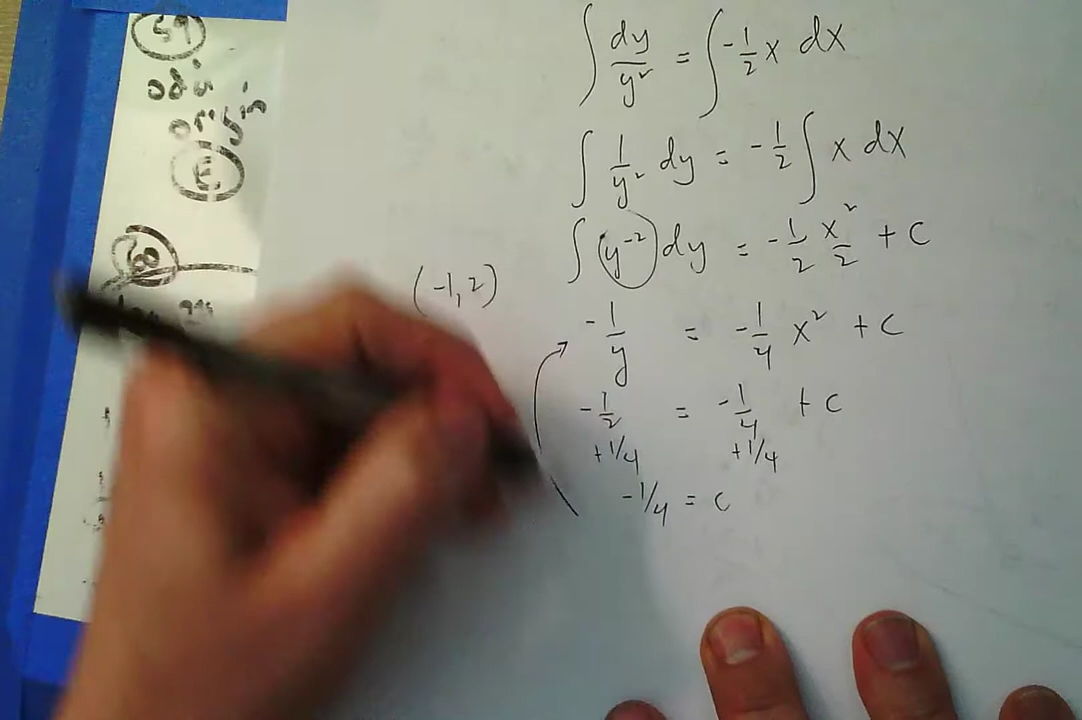 ∫ dy/y² = ∫ -1/2 x dx
∫ 1/y² dy = -1/2 ∫ x dx
∫ (y⁻²) dy = -1/2 x²/2 + c
(-1, 2)
-1/y = -1/4 x² + c
-1/2 = -1/4 + c
+1/4 +1/4
-1/4 = c
59
odd
origin
E